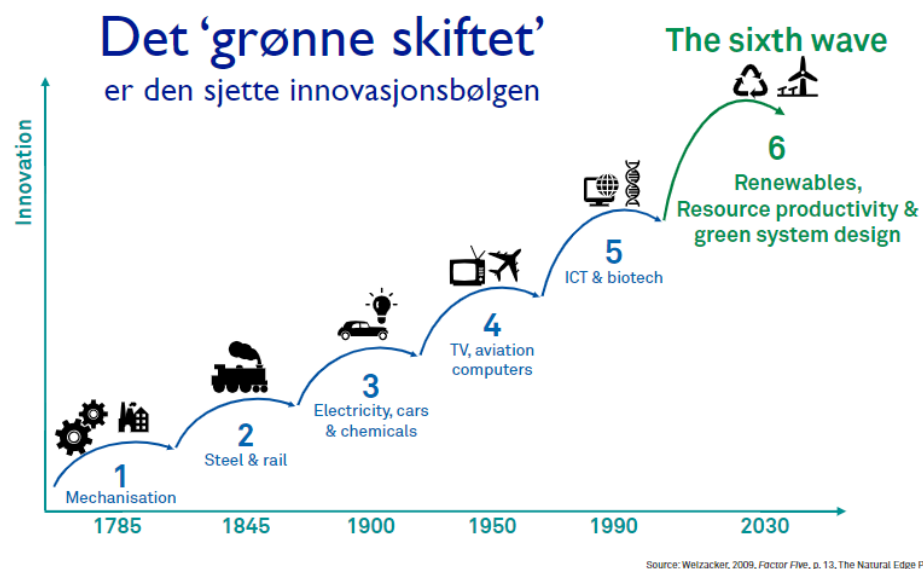 Det ‘grønne skiftet’
er den sjette innovasjonsbølgen
The sixth wave
Innovation
6
Renewables,
Resource productivity &
green system design
5
ICT & biotech
4
TV, aviation
computers
3
Electricity, cars
& chemicals
2
Steel & rail
1
Mechanisation
1785 1845 1900 1950 1990 2030
Source: Weizacker, 2009, Factor Five, p. 13, The Natural Edge